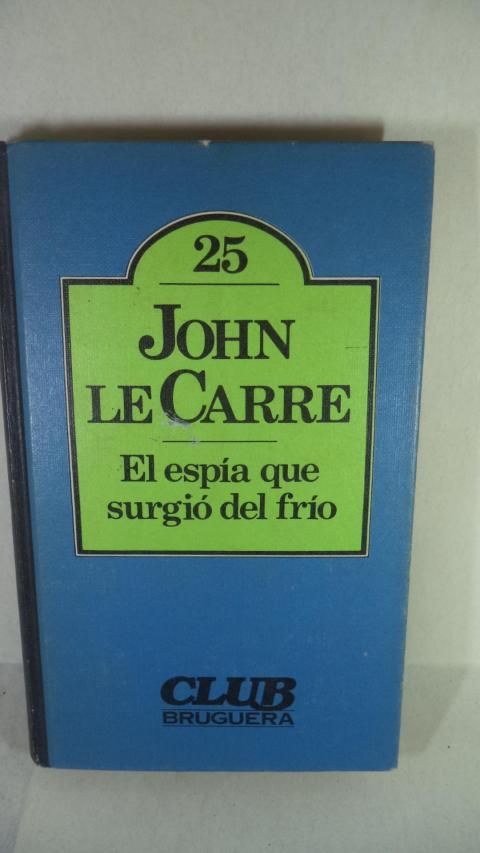 25
JOHN
LE CARRE
El espía que
surgió del frío
CLUB
BRUGUERA